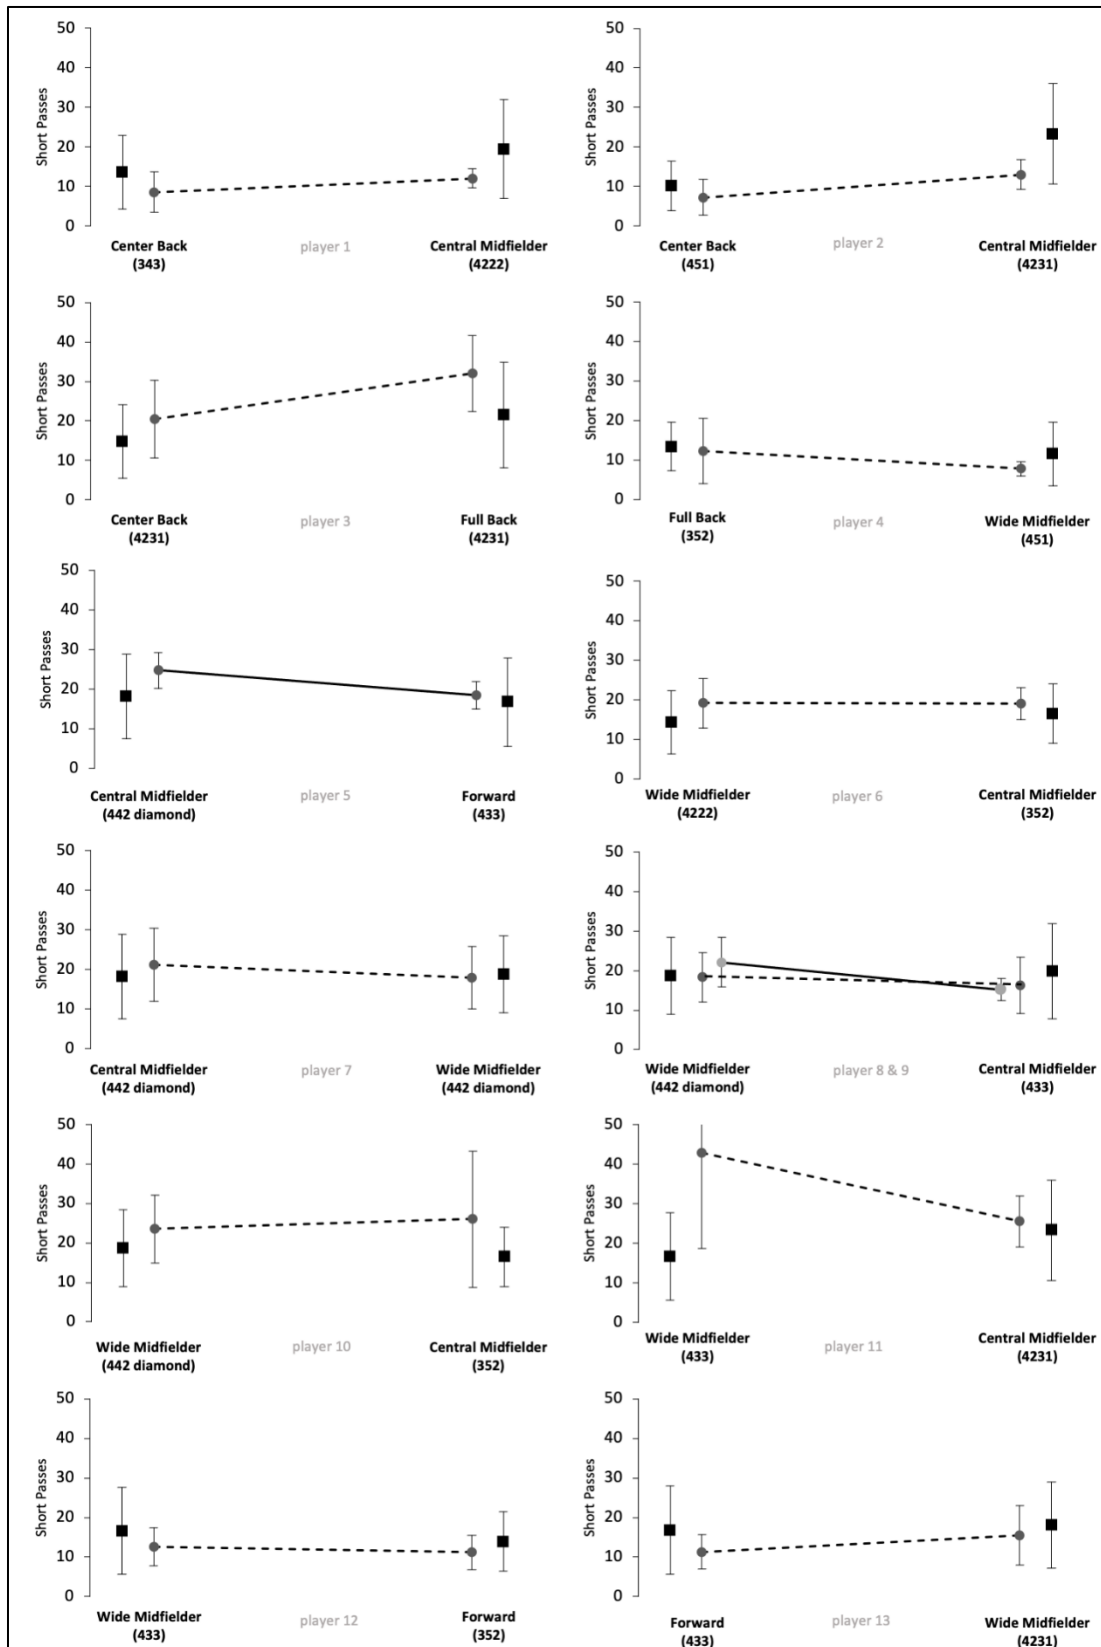 50
40
30
20
10
0
Short Passes
Center Back
(343)
player 1
Central Midfielder
(4222)
50
40
30
20
10
0
Short Passes
Center Back
(451)
player 2
Central Midfielder
(4231)
50
40
30
20
10
0
Short Passes
Center Back
(4231)
player 3
Full Back
(4231)
50
40
30
20
10
0
Short Passes
Full Back
(352)
player 4
Wide Midfielder
(451)
50
40
30
20
10
0
Short Passes
Central Midfielder
(442 diamond)
player 5
Forward
(433)
50
40
30
20
10
0
Short Passes
Wide Midfielder
(4222)
player 6
Central Midfielder
(352)
50
40
30
20
10
0
Short Passes
Central Midfielder
(442 diamond)
player 7
Wide Midfielder
(442 diamond)
50
40
30
20
10
0
Short Passes
Wide Midfielder
(442 diamond)
player 8 & 9
Central Midfielder
(433)
50
40
30
20
10
0
Short Passes
Wide Midfielder
(442 diamond)
player 10
Central Midfielder
(352)
50
40
30
20
10
0
Short Passes
Wide Midfielder
(433)
player 11
Central Midfielder
(4231)
50
40
30
20
10
0
Short Passes
Wide Midfielder
(433)
player 12
Forward
(352)
50
40
30
20
10
0
Short Passes
Forward
(433)
player 13
Wide Midfielder
(4231)